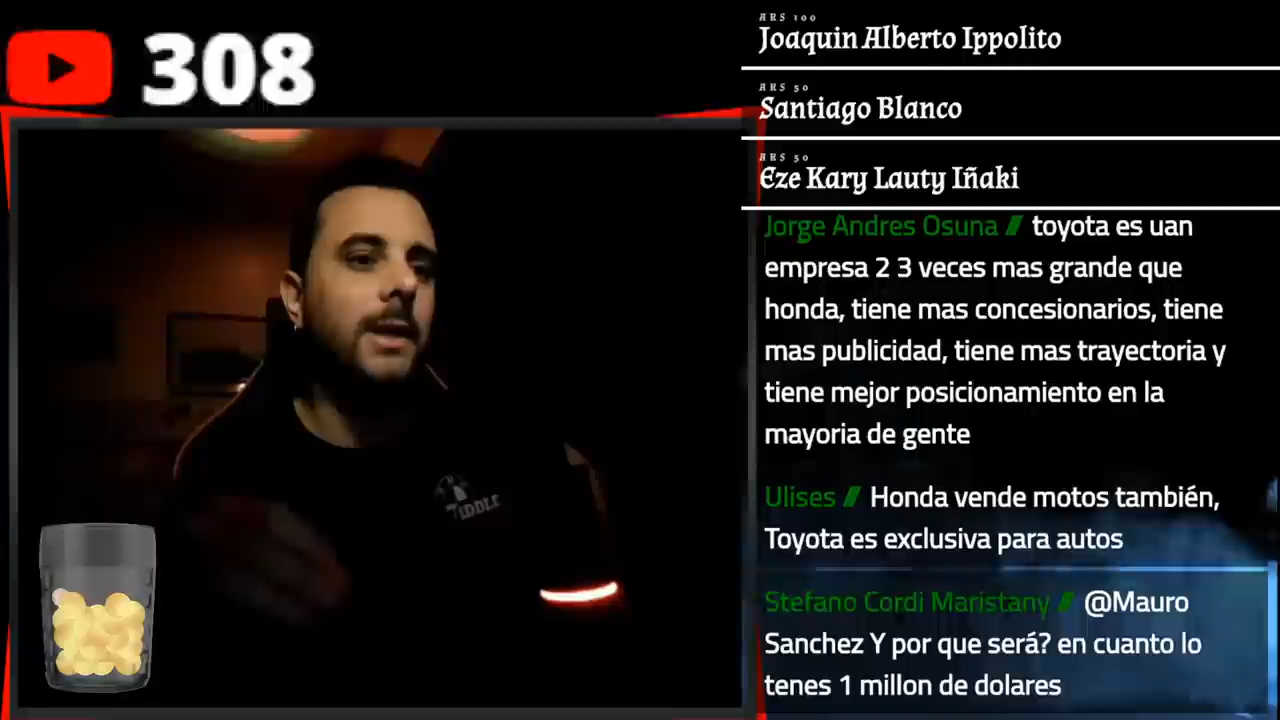 308
ARS 100
Joaquin Alberto Ippolito
ARS 50
Santiago Blanco
ARS 50
Eze Kary Lauty Iñaki
Jorge Andres Osuna // toyota es uan
empresa 2 3 veces mas grande que
honda, tiene mas concesionarios, tiene
mas publicidad, tiene mas trayectoria y
tiene mejor posicionamiento en la
mayoria de gente
Ulises // Honda vende motos también,
Toyota es exclusiva para autos
Stefano Cordi Maristany // @Mauro
Sanchez Y por que será? en cuanto lo
tenes 1 millon de dolares